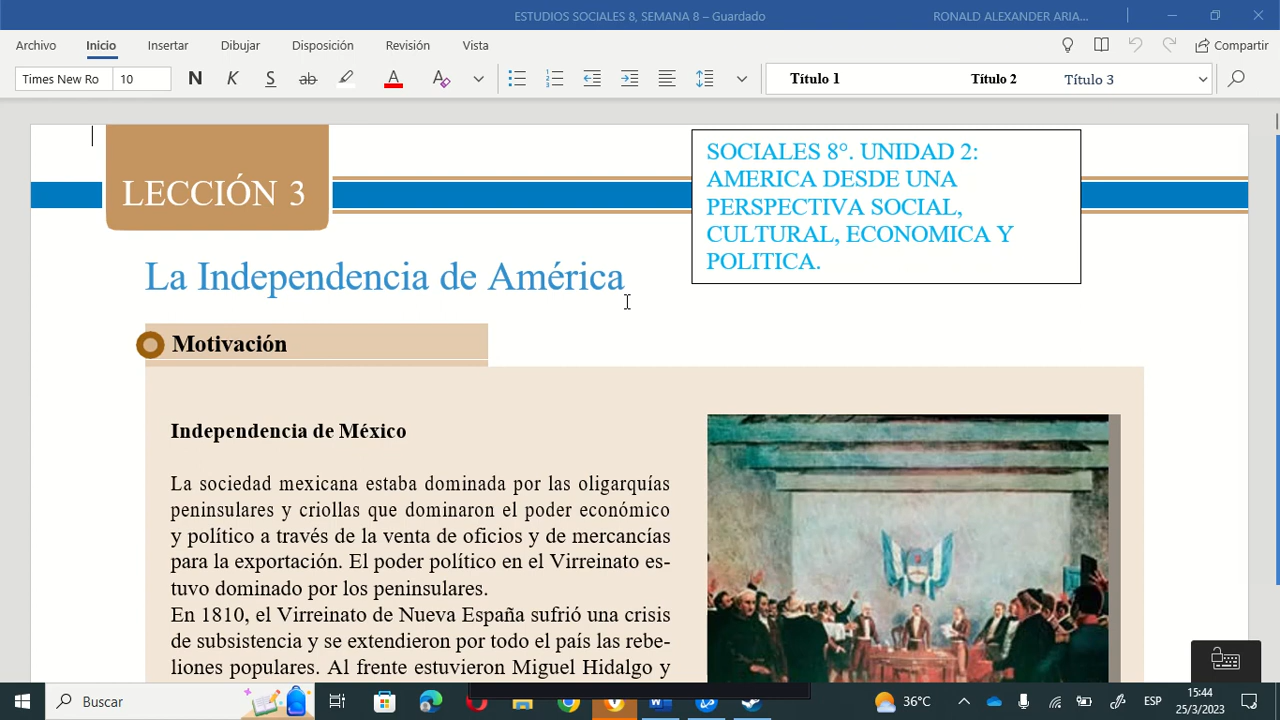 ESTUDIOS SOCIALES 8, SEMANA 8 – Guardado
RONALD ALEXANDER ARIA...
Archivo
Inicio
Insertar
Dibujar
Disposición
Revisión
Vista
Compartir
Times New Ro
10
N
K
S
ab
A
A
Título 1
Título 2
Título 3
LECCIÓN 3
SOCIALES 8°. UNIDAD 2:
AMERICA DESDE UNA
PERSPECTIVA SOCIAL,
CULTURAL, ECONOMICA Y
POLITICA.
La Independencia de América
Motivación
Independencia de México
La sociedad mexicana estaba dominada por las oligarquías
peninsulares y criollas que dominaron el poder económico
y político a través de la venta de oficios y de mercancías
para la exportación. El poder político en el Virreinato es-
tuvo dominado por los peninsulares.
En 1810, el Virreinato de Nueva España sufrió una crisis
de subsistencia y se extendieron por todo el país las rebe-
liones populares. Al frente estuvieron Miguel Hidalgo y
Buscar
36°C
ESP
15:44
25/3/2023